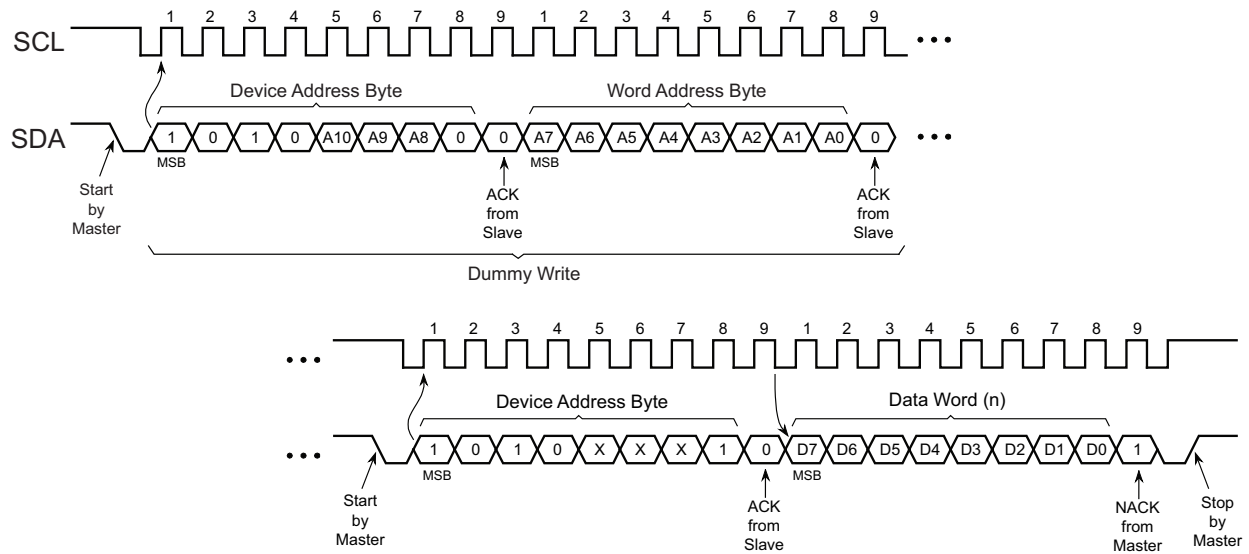 1 2 3 4 5 6 7 8 9 1 2 3 4 5 6 7 8 9
SCL
Device Address Byte Word Address Byte
SDA 1 0 1 0 A10 A9 A8 0 0 A7 A6 A5 A4 A3 A2 A1 A0 0
MSB MSB
Start
by
Master
ACK
from
Slave
ACK
from
Slave
Dummy Write
1 2 3 4 5 6 7 8 9 1 2 3 4 5 6 7 8 9
Device Address Byte Data Word (n)
1 0 1 0 X X X 1 0 D7 D6 D5 D4 D3 D2 D1 D0 1
MSB MSB
Start
by
Master
ACK
from
Slave
NACK
from
Master
Stop
by
Master